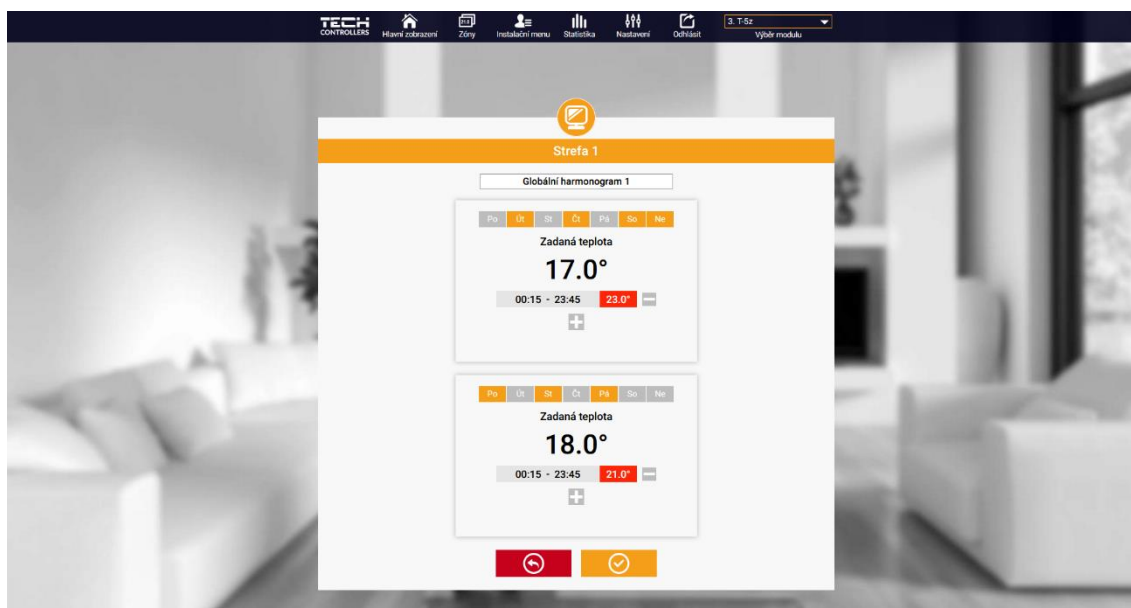 TECH
CONTROLLERS
Hlavní zobrazení
Zóny
Instalační menu
Statistika
Nastavení
Odhlásit
3. T-5z
Výběr modulu
Strefa 1
Globální harmonogram 1
Po Út St Čt Pá So Ne
Zadaná teplota
17.0°
00:15 - 23:45 23.0°
Po Út St Čt Pá So Ne
Zadaná teplota
18.0°
00:15 - 23:45 21.0°